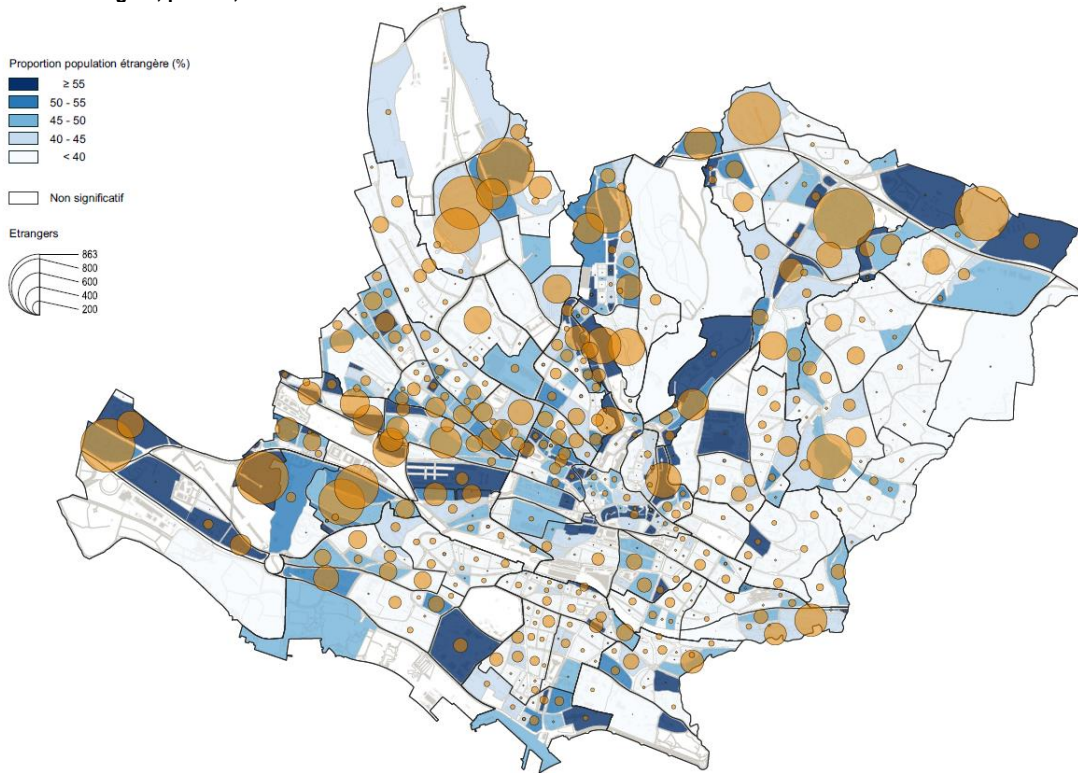 Proportion population étrangère (%)
≥ 55
50 - 55
45 - 50
40 - 45
< 40
Non significatif
Etrangers
863
800
600
400
200